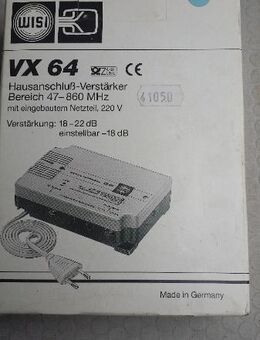 WISI
VX 64
CE
41050
Hausanschluß-Verstärker
Bereich 47–860 MHz
mit eingebautem Netzteil, 220 V
Verstärkung: 18–22 dB
einstellbar –18 dB
Made in Germany